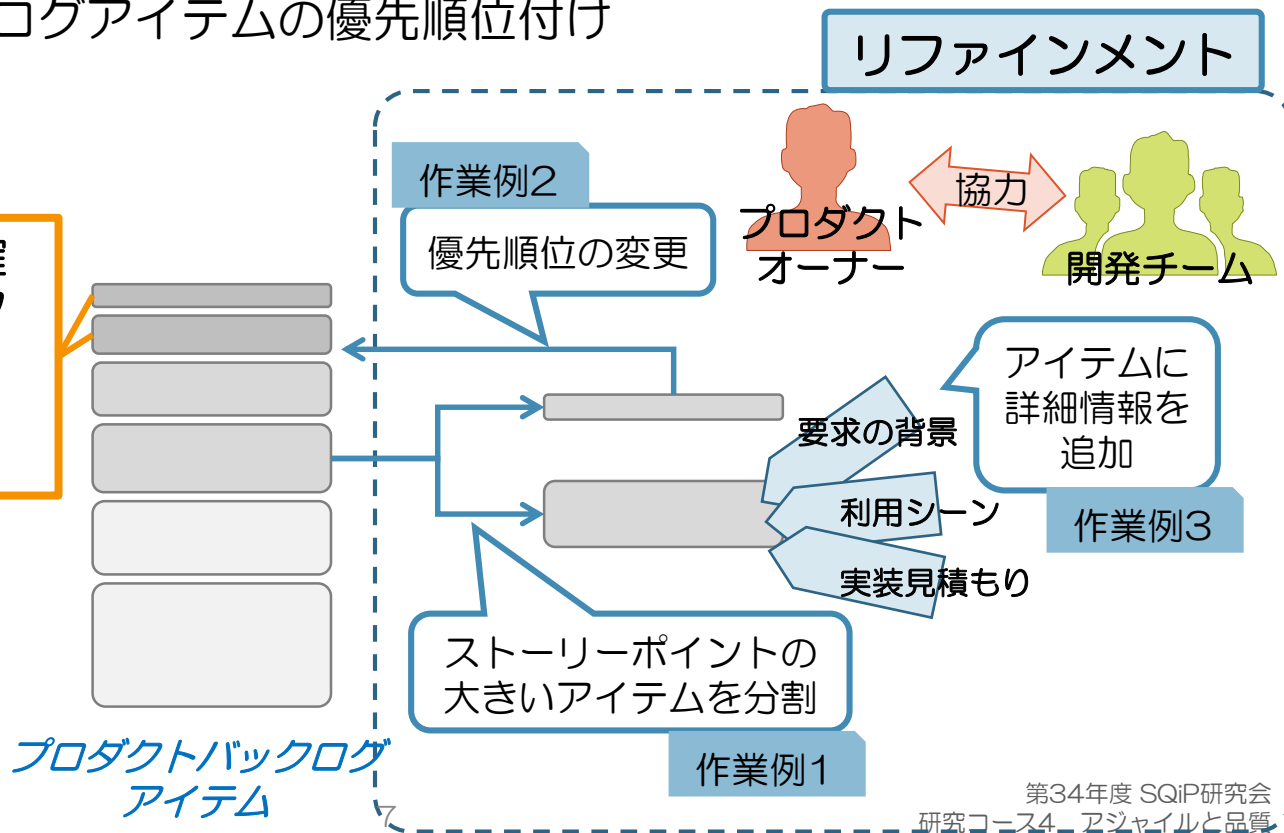 ログアイテムの優先順位付け
リファインメント
作業例2
優先順位の変更
プロダクト
オーナー
協力
開発チーム
アイテムに
詳細情報を
追加
作業例3
要求の背景
利用シーン
実装見積もり
ストーリーポイントの
大きいアイテムを分割
作業例1
プロダクトバックログ
アイテム
7
第34年度 SQiP研究会
研究コース4 アジャイルと品質